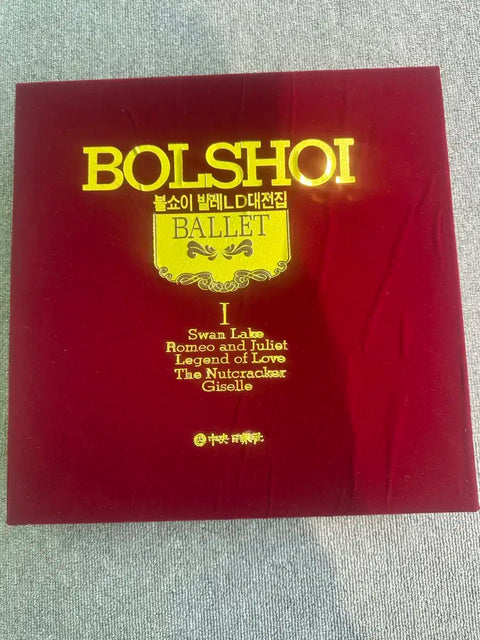 BOLSHOI
볼쇼이 발레LD대전집
BALLET
I
Swan Lake
Romeo and Juliet
Legend of Love
The Nutcracker
Giselle
中央日報社